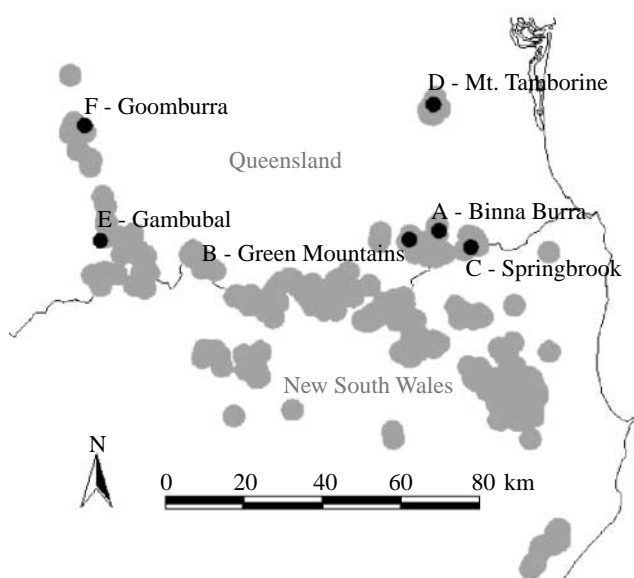 D - Mt. Tamborine
F - Goomburra
Queensland
A - Binna Burra
E - Gambubal
B - Green Mountains
C - Springbrook
New South Wales
N
0 20 40 60 80 km